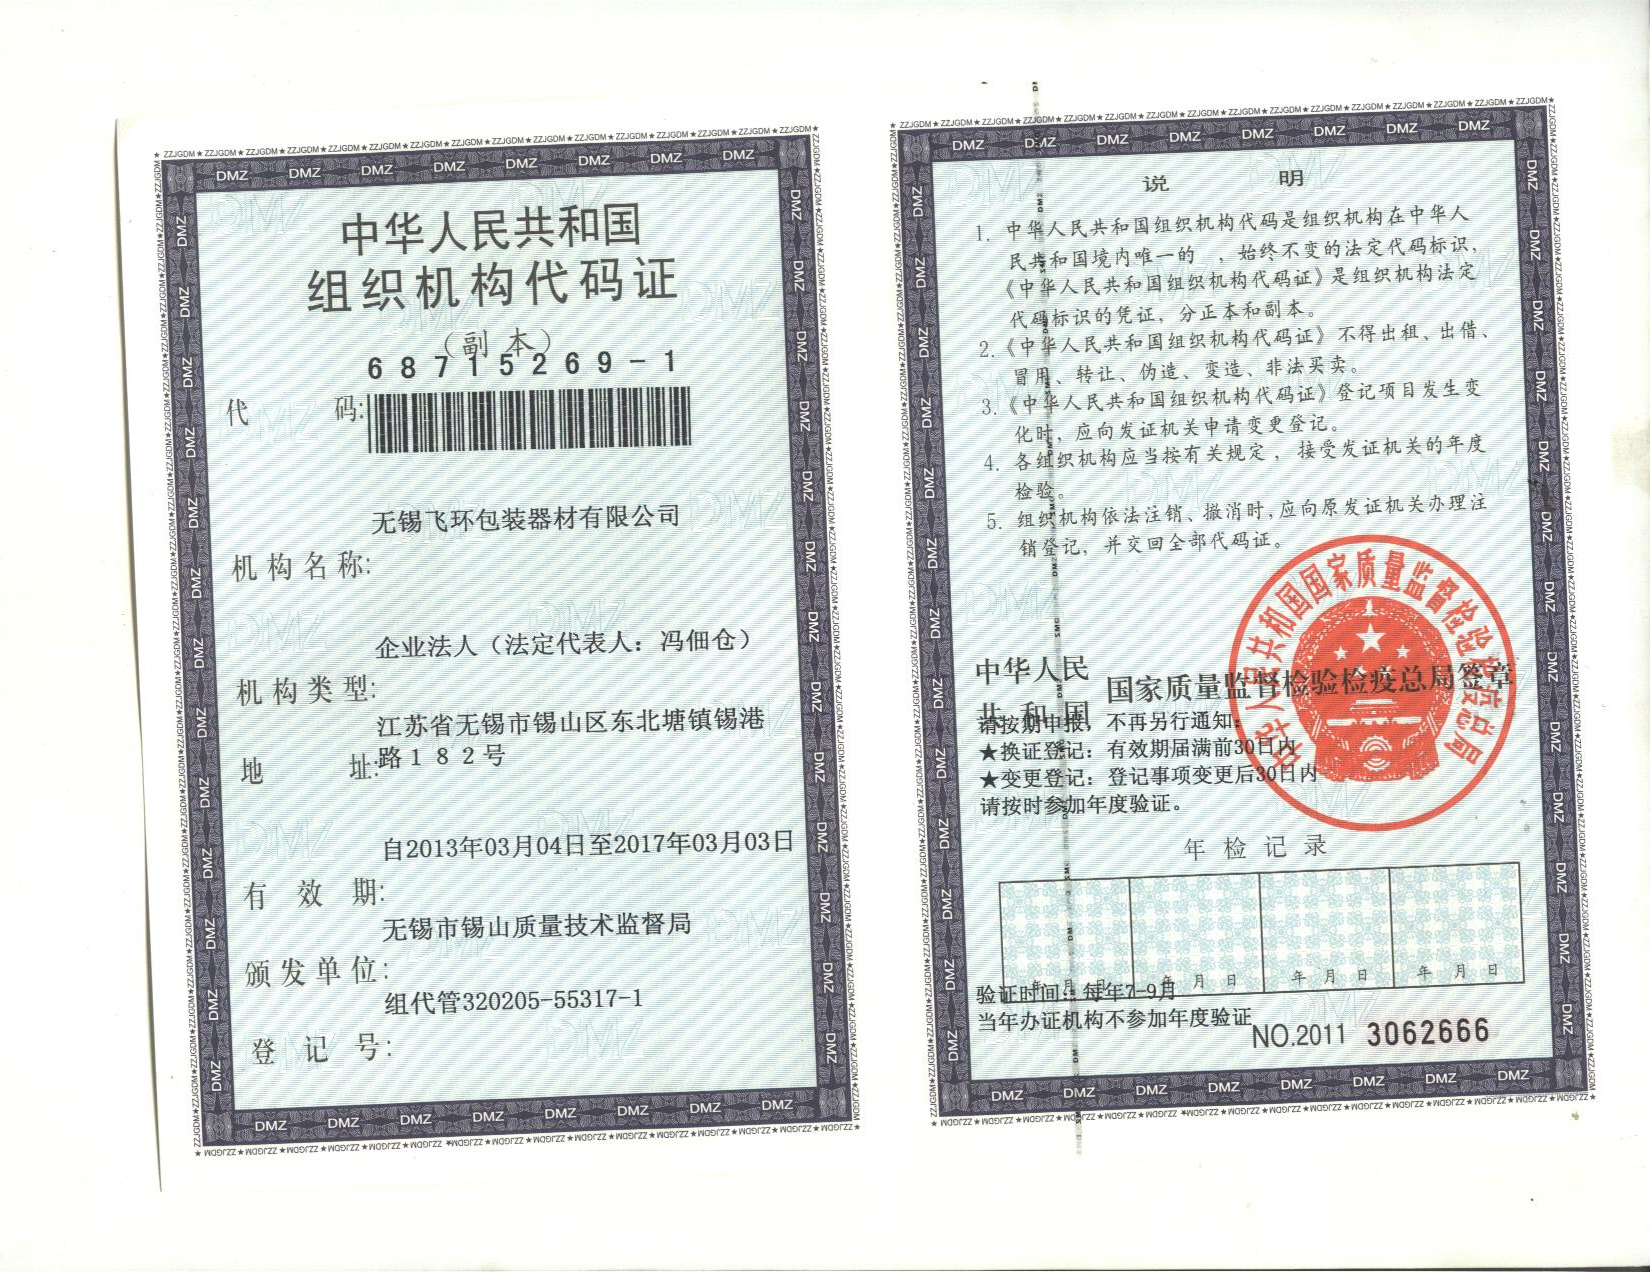 中华人民共和国
组织机构代码证
（副本）
68715269-1
代 码:
无锡飞环包装器材有限公司
机构名称:
企业法人（法定代表人：冯佃仓）
机构类型:
江苏省无锡市锡山区东北塘镇锡港
路１８２号
地 址:
自2013年03月04日至2017年03月03日
有 效 期:
无锡市锡山质量技术监督局
颁发单位:
组代管320205-55317-1
登 记 号:
说 明
1. 中华人民共和国组织机构代码是组织机构在中华人
民共和国境内唯一的 ，始终不变的法定代码标识，
《中华人民共和国组织机构代码证》是组织机构法定
代码标识的凭证，分正本和副本。
2.《中华人民共和国组织机构代码证》不得出租、出借、
冒用、转让、伪造、变造、非法买卖。
3.《中华人民共和国组织机构代码证》登记项目发生变
化时，应向发证机关申请变更登记。
4. 各组织机构应当按有关规定，接受发证机关的年度
检验。
5. 组织机构依法注销、撤消时,应向原发证机关办理注
销登记，并交回全部代码证。
中华人民
共和国
国家质量监督检验检疫总局签章
中华人民共和国国家质量监督检验检疫总局
请按期申报，不再另行通知.
★换证登记：有效期届满前30日内
★变更登记：登记事项变更后30日内
请按时参加年度验证。
年检记录
年 月 日 年 月 日 年 月 日 年 月 日
验证时间：每年7-9月
当年办证机构不参加年度验证
NO.2011 3062666